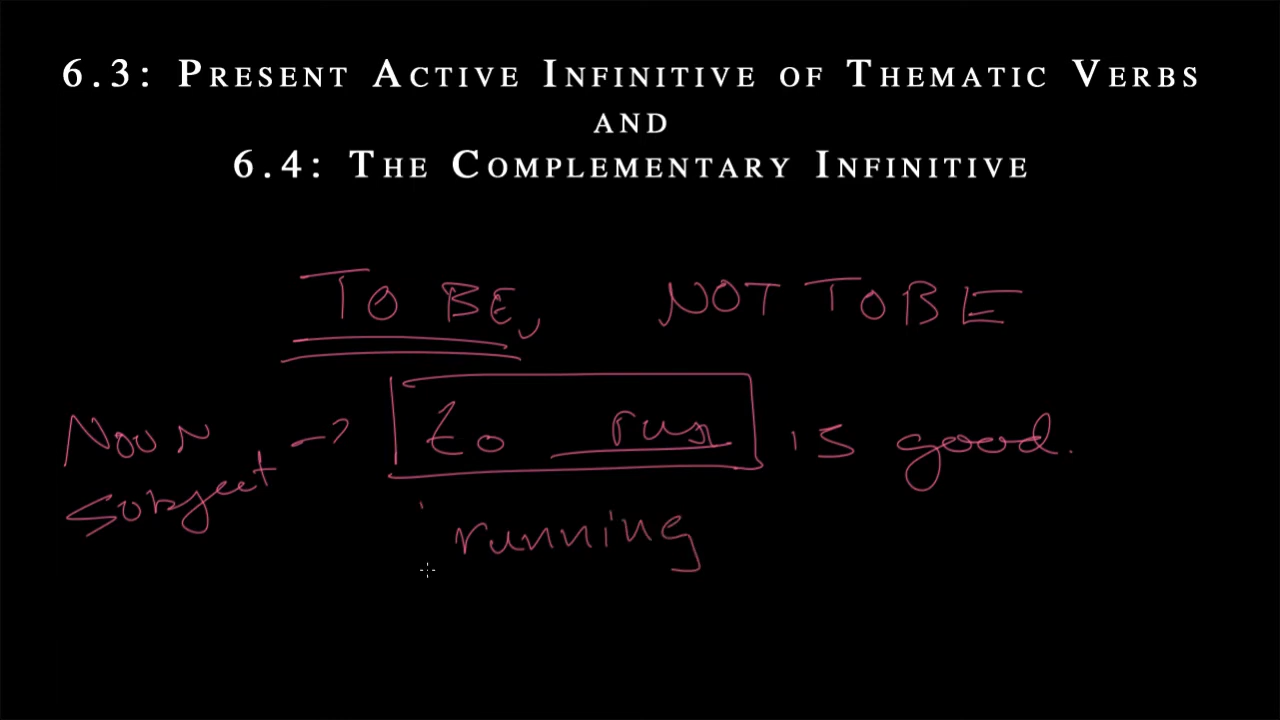 6.3: PRESENT ACTIVE INFINITIVE OF THEMATIC VERBS
AND
6.4: THE COMPLEMENTARY INFINITIVE
TO BE, NOT TO BE
NOUN → to run is good.
Subject
running